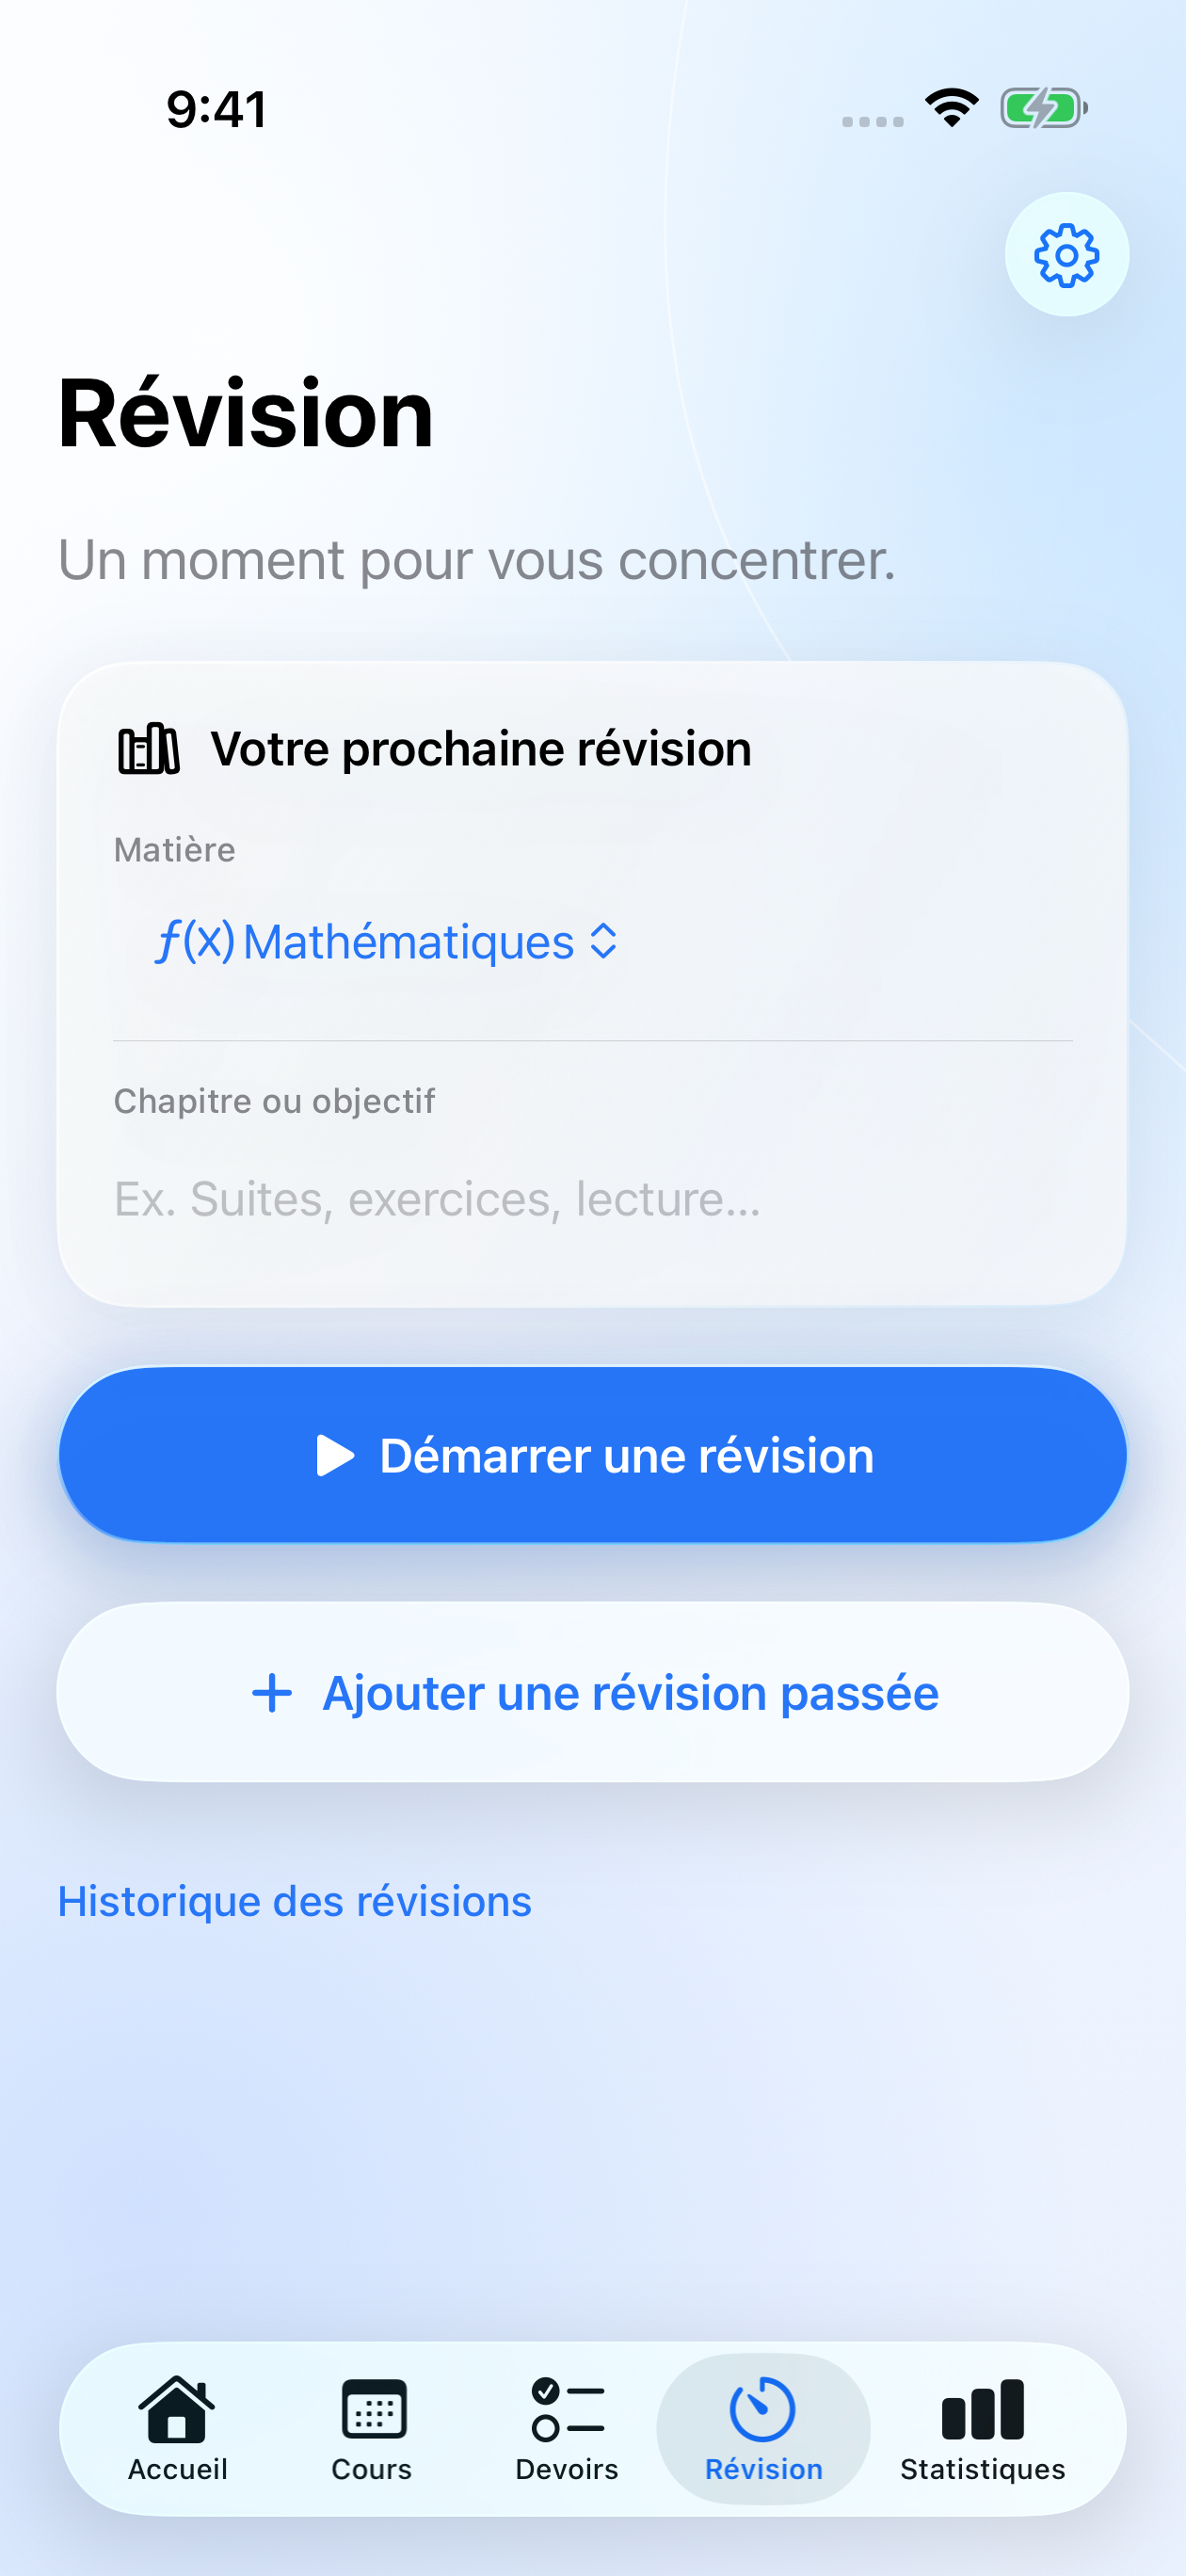 9:41
Révision
Un moment pour vous concentrer.
Votre prochaine révision
Matière
f(x) Mathématiques
Chapitre ou objectif
Ex. Suites, exercices, lecture...
Démarrer une révision
+ Ajouter une révision passée
Historique des révisions
Accueil Cours Devoirs Révision Statistiques